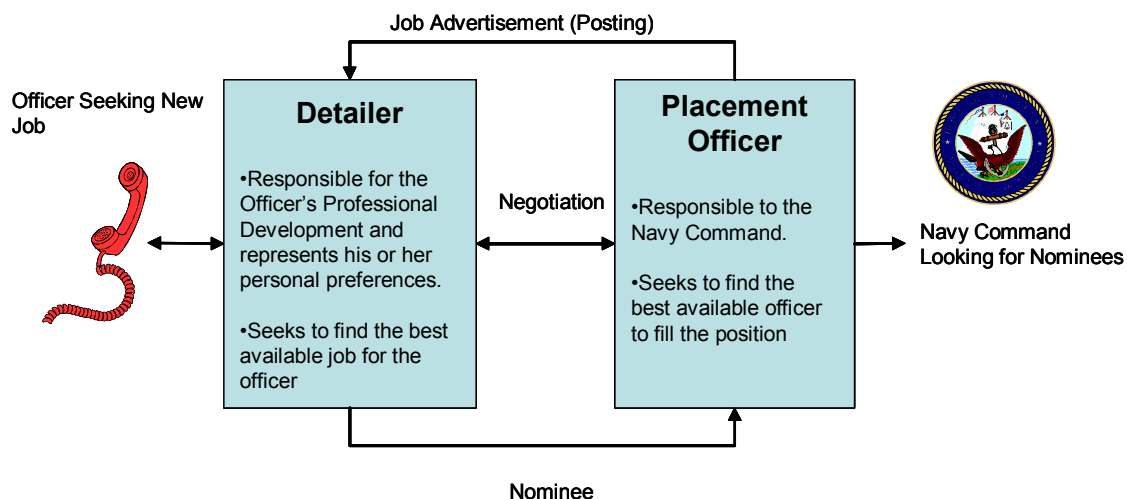 Job Advertisement (Posting)
Officer Seeking New
Job
Detailer
•Responsible for the
Officer’s Professional
Development and
represents his or her
personal preferences.
•Seeks to find the best
available job for the
officer
Negotiation
Placement
Officer
•Responsible to the
Navy Command.
•Seeks to find the
best available officer
to fill the position
Navy Command
Looking for Nominees
Nominee